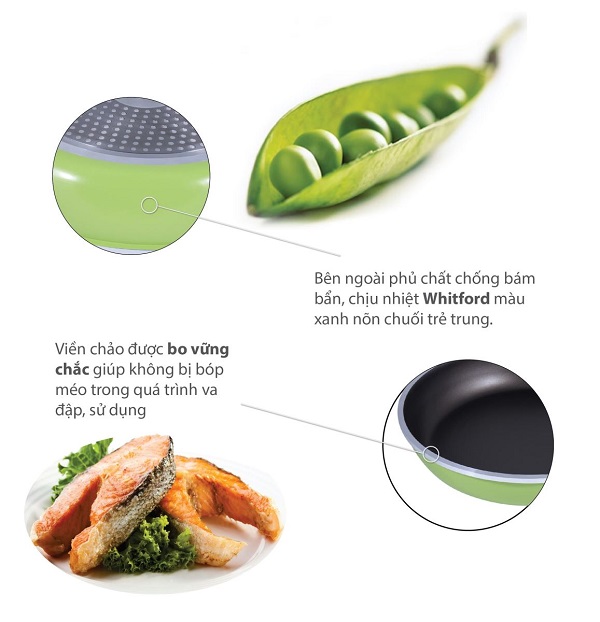 Bên ngoài phủ chất chống bám
bẩn, chịu nhiệt Whitford màu
xanh nõn chuối trẻ trung.
Viền chảo được bo vững
chắc giúp không bị bóp
méo trong quá trình va
đập, sử dụng